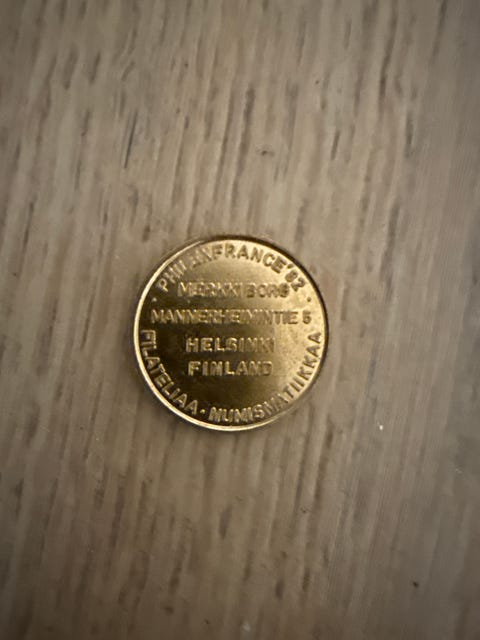 · PHILEXFRANCE '82 ·
MERKKI BORG
MANNERHEIMINTIE 5
HELSINKI
FINLAND
FILATELIAA · NUMISMATIIKKAA